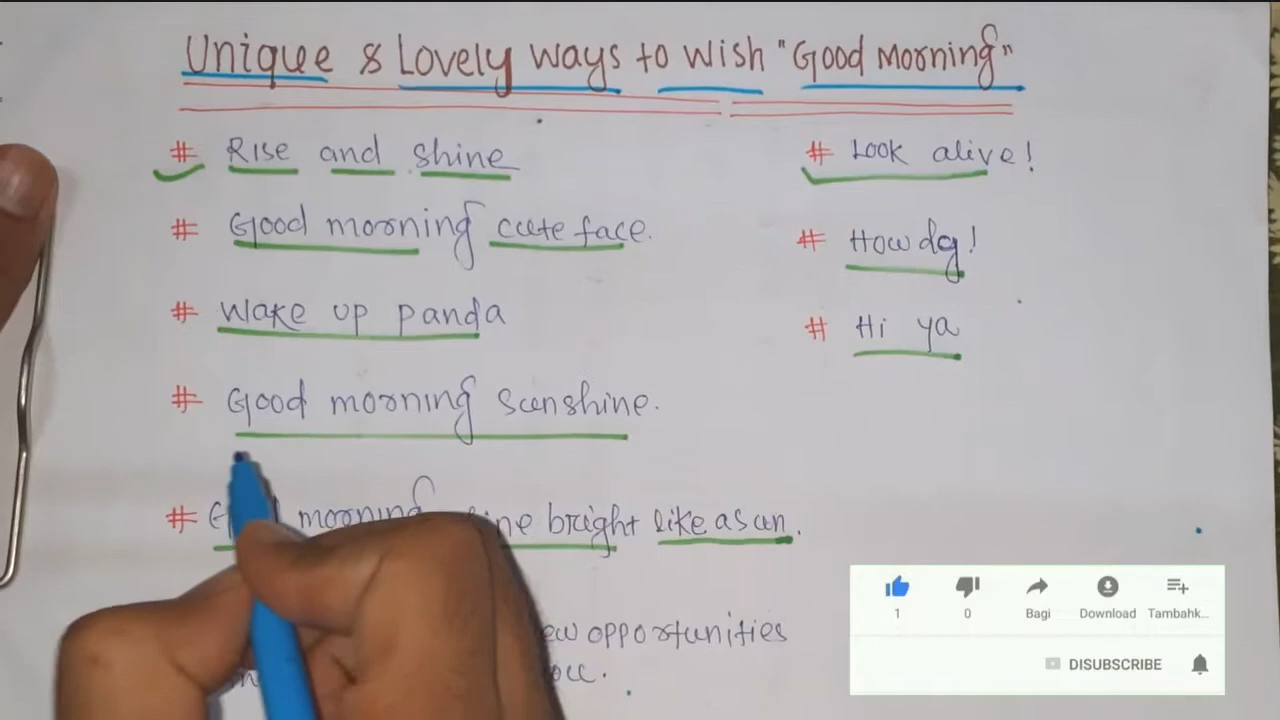 Unique & Lovely ways to wish "Good Morning"
# Rise and shine
# Good morning cute face.
# Wake up panda
# Good morning sunshine.
# morning bright like a sun.
opportunities
# Look alive!
# Howdy!
# Hi ya
1 0 Bagi Download Tambahk...
DISUBSCRIBE